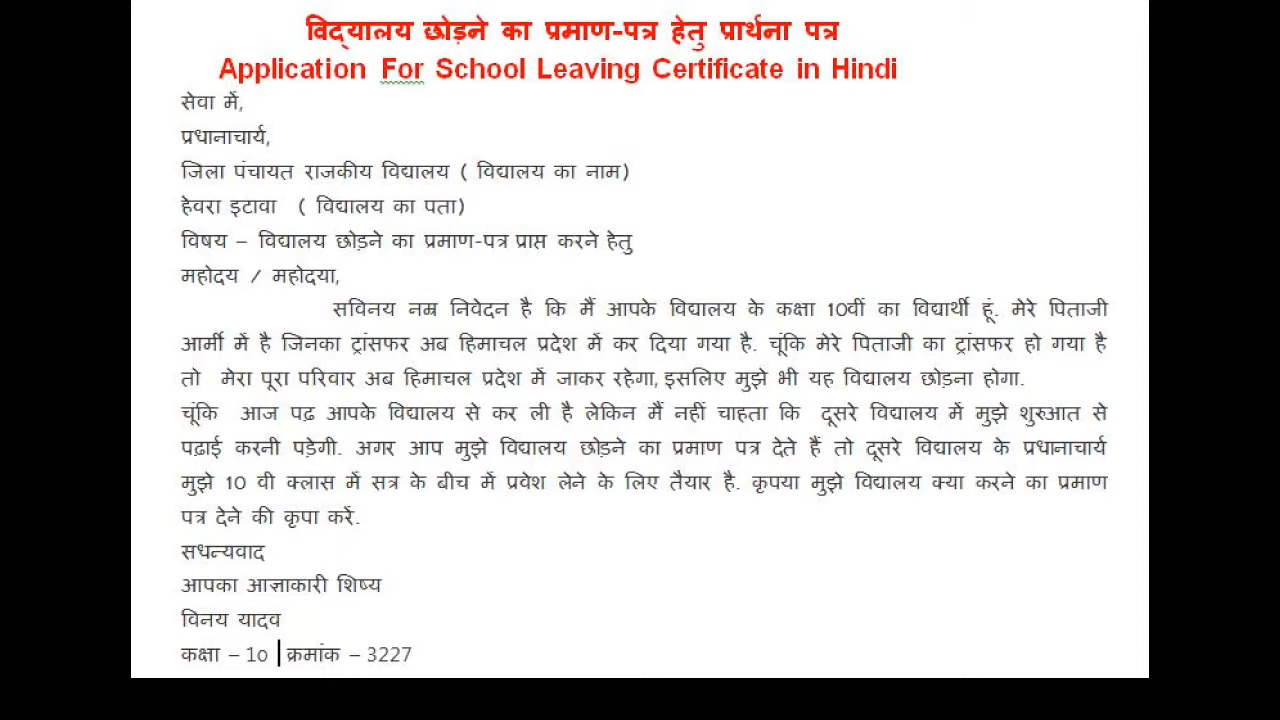 विद्यालय छोड़ने का प्रमाण-पत्र हेतु प्रार्थना पत्र
Application For School Leaving Certificate in Hindi
सेवा में,
प्रधानाचार्य,
जिला पंचायत राजकीय विद्यालय ( विद्यालय का नाम)
हेवरा इटावा ( विद्यालय का पता)
विषय – विद्यालय छोड़ने का प्रमाण-पत्र प्राप्त करने हेतु
महोदय / महोदया,
सविनय नम्र निवेदन है कि मैं आपके विद्यालय के कक्षा 10वीं का विद्यार्थी हूं. मेरे पिताजी
आर्मी में है जिनका ट्रांसफर अब हिमाचल प्रदेश में कर दिया गया है. चूंकि मेरे पिताजी का ट्रांसफर हो गया है
तो मेरा पूरा परिवार अब हिमाचल प्रदेश में जाकर रहेगा, इसलिए मुझे भी यह विद्यालय छोड़ना होगा.
चूंकि आज पढ़ आपके विद्यालय से कर ली है लेकिन मैं नहीं चाहता कि दूसरे विद्यालय में मुझे शुरुआत से
पढ़ाई करनी पड़ेगी. अगर आप मुझे विद्यालय छोड़ने का प्रमाण पत्र देते हैं तो दूसरे विद्यालय के प्रधानाचार्य
मुझे 10 वी क्लास में सत्र के बीच में प्रवेश लेने के लिए तैयार है. कृपया मुझे विद्यालय क्या करने का प्रमाण
पत्र देने की कृपा करें.
सधन्यवाद
आपका आज्ञाकारी शिष्य
विनय यादव
कक्षा – 1o क्रमांक – 3227